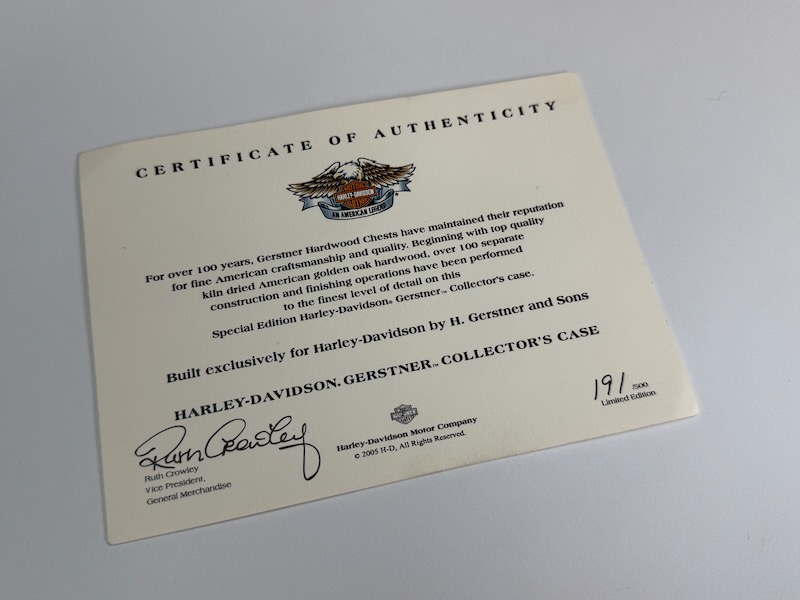 CERTIFICATE OF AUTHENTICITY
HARLEY-DAVIDSON
AN AMERICAN LEGEND
For over 100 years, Gerstner Hardwood Chests have maintained their reputation
for fine American craftsmanship and quality. Beginning with top quality
kiln dried American golden oak hardwood, over 100 separate
construction and finishing operations have been performed
to the finest level of detail on this
Special Edition Harley-Davidson® Gerstner™ Collector's case.
Built exclusively for Harley-Davidson by H. Gerstner and Sons
HARLEY-DAVIDSON® GERSTNER™ COLLECTOR'S CASE
191 /500
Limited Edition
Ruth Crowley
Ruth Crowley
Vice President,
General Merchandise
Harley-Davidson Motor Company
© 2005 H-D, All Rights Reserved.